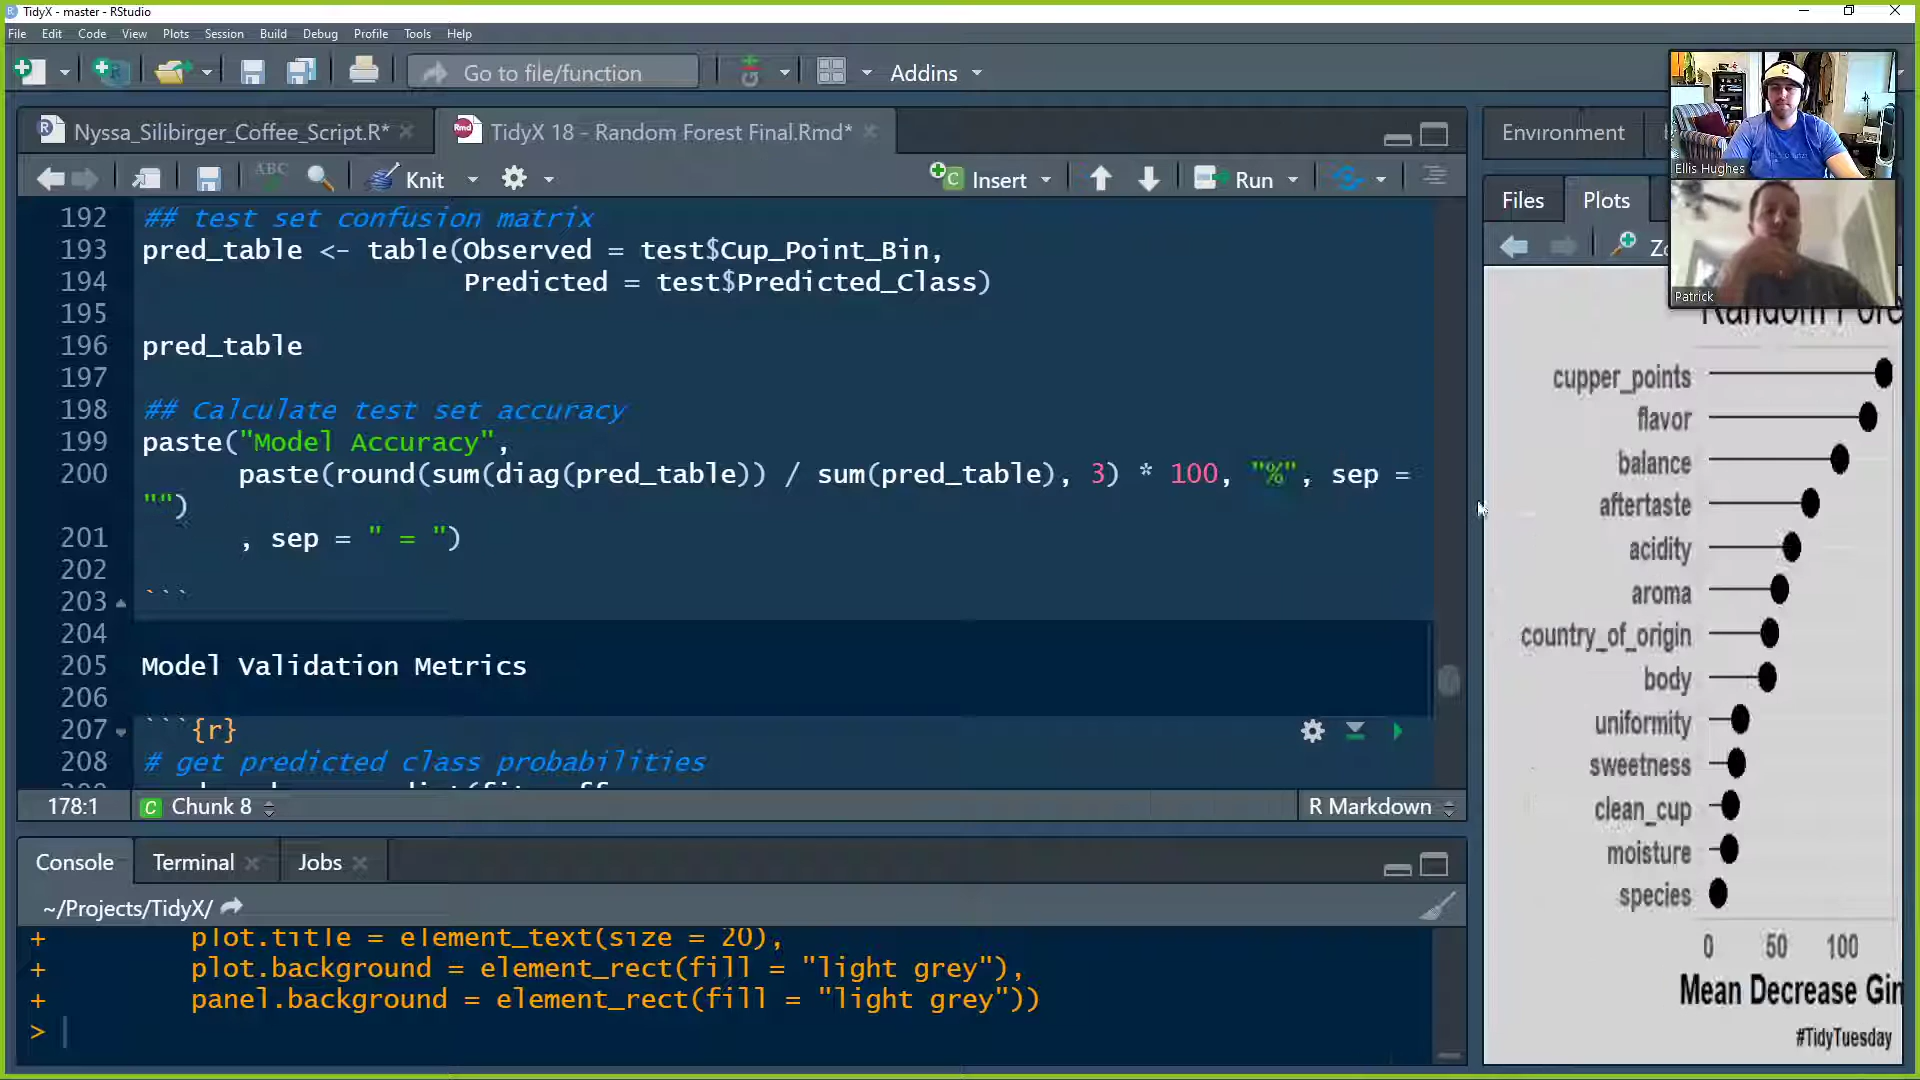 TidyX - master - RStudio
File Edit Code View Plots Session Build Debug Profile Tools Help
Go to file/function
Addins
Nyssa_Silibirger_Coffee_Script.R*
TidyX 18 - Random Forest Final.Rmd*
Knit
Insert
Run
192 ## test set confusion matrix
193 pred_table <- table(Observed = test$Cup_Point_Bin,
194 Predicted = test$Predicted_Class)
195
196 pred_table
197
198 ## Calculate test set accuracy
199 paste("Model Accuracy",
200 paste(round(sum(diag(pred_table)) / sum(pred_table), 3) * 100, "%", sep =
"")
201 , sep = " = ")
202
203 ```
204
205 Model Validation Metrics
206
207 ```{r}
208 # get predicted class probabilities
178:1 Chunk 8 R Markdown
Console Terminal Jobs
~/Projects/TidyX/
+ plot.title = element_text(size = 20),
+ plot.background = element_rect(fill = "light grey"),
+ panel.background = element_rect(fill = "light grey"))
>
Environment
Ellis Hughes
Files Plots
Patrick
cupper_points
flavor
balance
aftertaste
acidity
aroma
country_of_origin
body
uniformity
sweetness
clean_cup
moisture
species
0 50 100
Mean Decrease Gin
#TidyTuesday